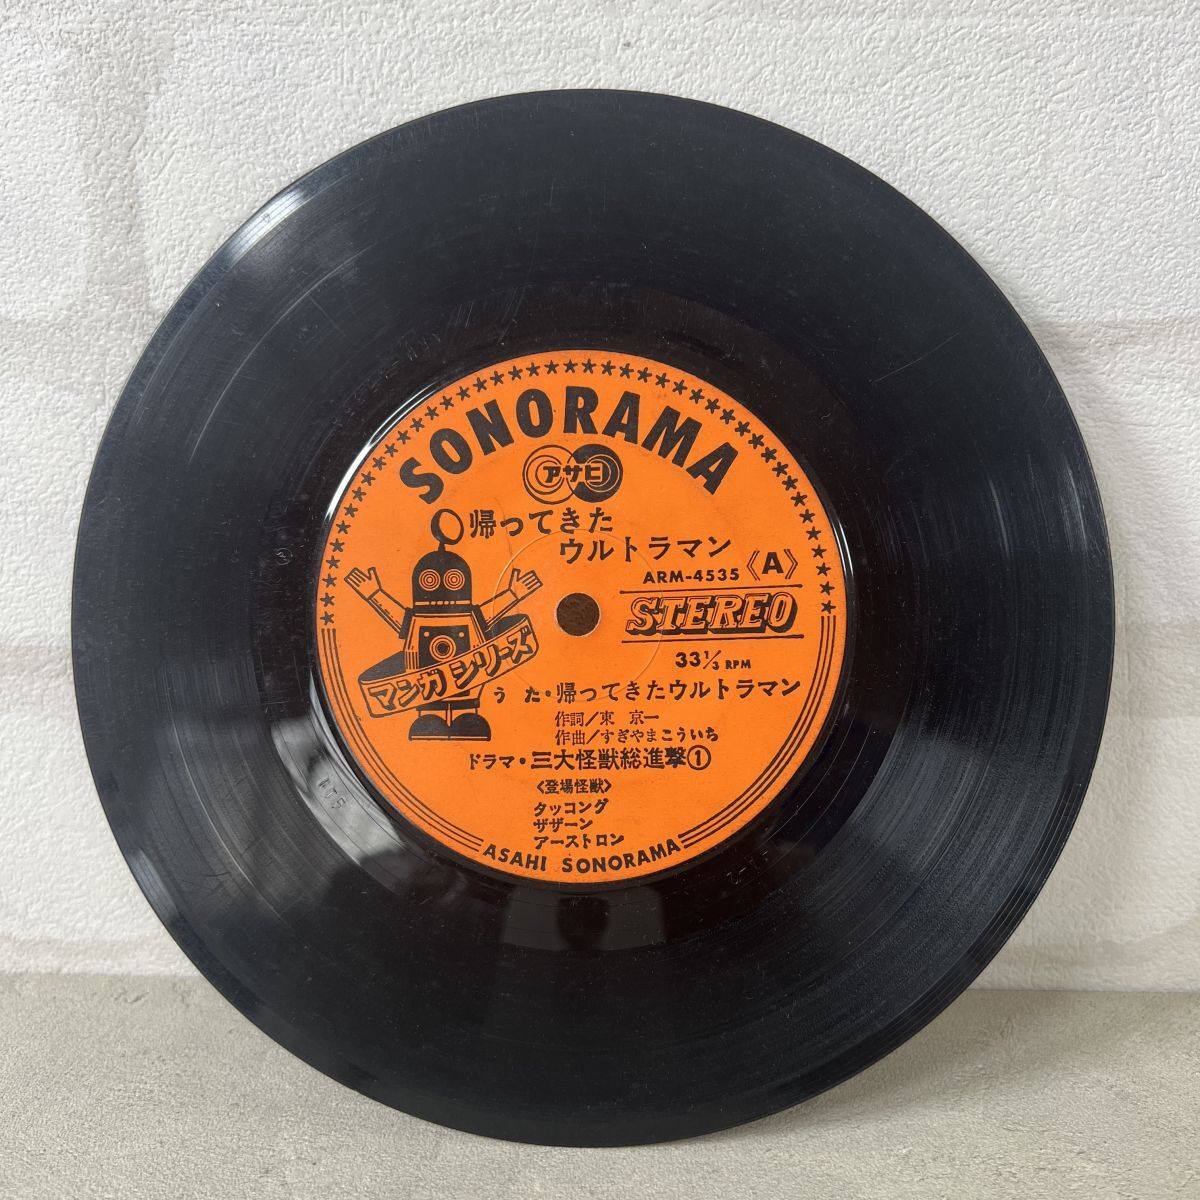 SONORAMA
アサヒ
帰ってきた
ウルトラマン
ARM-4535 《A》
STEREO
33 1/3 RPM
マンガシリーズ
うた・帰ってきたウルトラマン
作詞/東 京一
作曲/すぎやまこういち
ドラマ・三大怪獣総進撃①
〈登場怪獣〉
タッコング
ザザーン
アーストロン
ASAHI SONORAMA